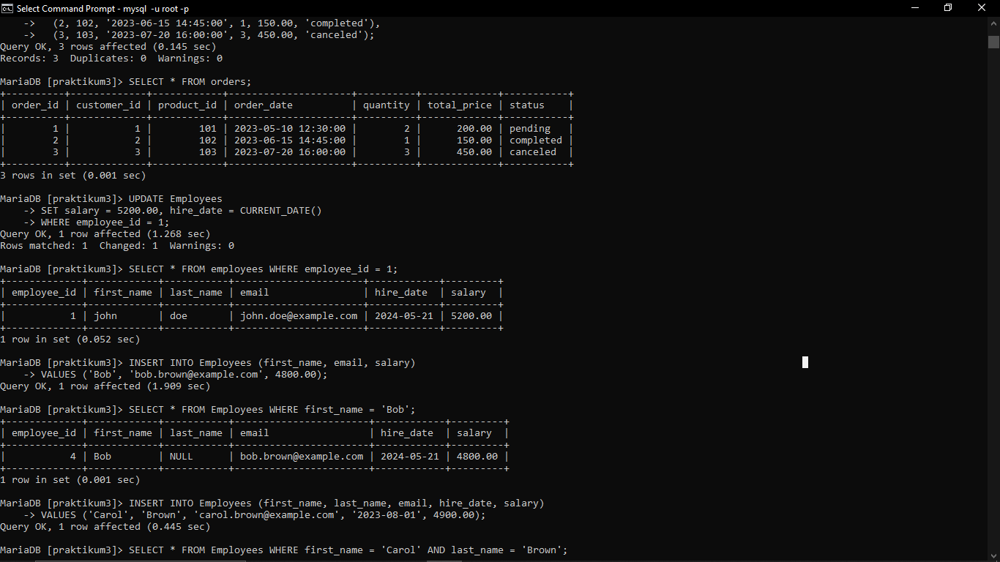 Select Command Prompt - mysql -u root -p
    ->   (2, 102, '2023-06-15 14:45:00', 1, 150.00, 'completed'),
    ->   (3, 103, '2023-07-20 16:00:00', 3, 450.00, 'canceled');
Query OK, 3 rows affected (0.145 sec)
Records: 3  Duplicates: 0  Warnings: 0

MariaDB [praktikum3]> SELECT * FROM orders;
+----------+-------------+------------+---------------------+----------+-------------+-----------+
| order_id | customer_id | product_id | order_date          | quantity | total_price | status    |
+----------+-------------+------------+---------------------+----------+-------------+-----------+
|        1 |           1 |        101 | 2023-05-10 12:30:00 |        2 |      200.00 | pending   |
|        2 |           2 |        102 | 2023-06-15 14:45:00 |        1 |      150.00 | completed |
|        3 |           3 |        103 | 2023-07-20 16:00:00 |        3 |      450.00 | canceled  |
+----------+-------------+------------+---------------------+----------+-------------+-----------+
3 rows in set (0.001 sec)

MariaDB [praktikum3]> UPDATE Employees
    -> SET salary = 5200.00, hire_date = CURRENT_DATE()
    -> WHERE employee_id = 1;
Query OK, 1 row affected (1.268 sec)
Rows matched: 1  Changed: 1  Warnings: 0

MariaDB [praktikum3]> SELECT * FROM employees WHERE employee_id = 1;
+-------------+------------+-----------+----------------------+------------+---------+
| employee_id | first_name | last_name | email                | hire_date  | salary  |
+-------------+------------+-----------+----------------------+------------+---------+
|           1 | john       | doe       | john.doe@example.com | 2024-05-21 | 5200.00 |
+-------------+------------+-----------+----------------------+------------+---------+
1 row in set (0.052 sec)

MariaDB [praktikum3]> INSERT INTO Employees (first_name, email, salary)
    -> VALUES ('Bob', 'bob.brown@example.com', 4800.00);
Query OK, 1 row affected (1.909 sec)

MariaDB [praktikum3]> SELECT * FROM Employees WHERE first_name = 'Bob';
+-------------+------------+-----------+-----------------------+------------+---------+
| employee_id | first_name | last_name | email                 | hire_date  | salary  |
+-------------+------------+-----------+-----------------------+------------+---------+
|           4 | Bob        | NULL      | bob.brown@example.com | 2024-05-21 | 4800.00 |
+-------------+------------+-----------+-----------------------+------------+---------+
1 row in set (0.001 sec)

MariaDB [praktikum3]> INSERT INTO Employees (first_name, last_name, email, hire_date, salary)
    -> VALUES ('Carol', 'Brown', 'carol.brown@example.com', '2023-08-01', 4900.00);
Query OK, 1 row affected (0.445 sec)

MariaDB [praktikum3]> SELECT * FROM Employees WHERE first_name = 'Carol' AND last_name = 'Brown';